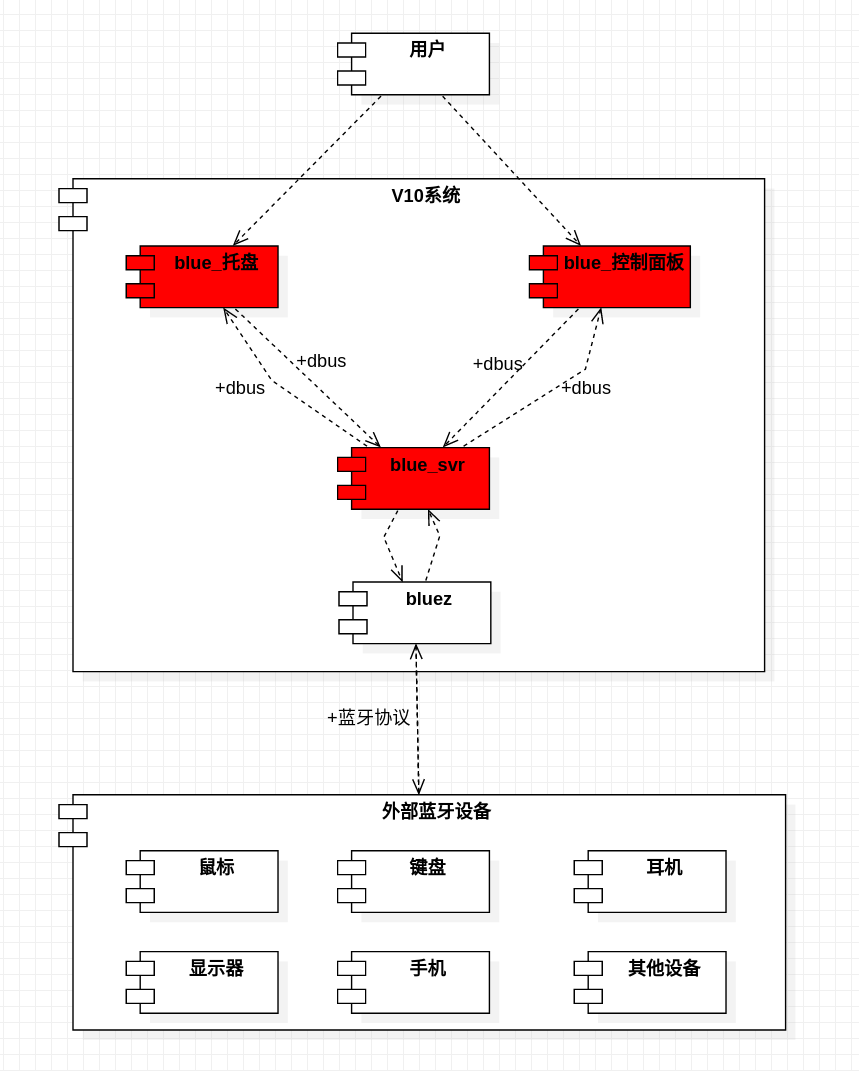 用户
V10系统
blue_托盘
blue_控制面板
+dbus
+dbus
+dbus
+dbus
blue_svr
bluez
+蓝牙协议
外部蓝牙设备
鼠标
键盘
耳机
显示器
手机
其他设备